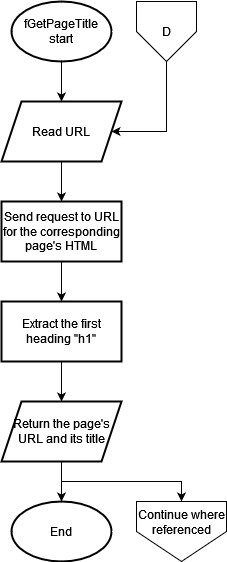 fGetPageTitle
start
D
Read URL
Send request to URL
for the corresponding
page's HTML
Extract the first
heading "h1"
Return the page's
URL and its title
End
Continue where
referenced